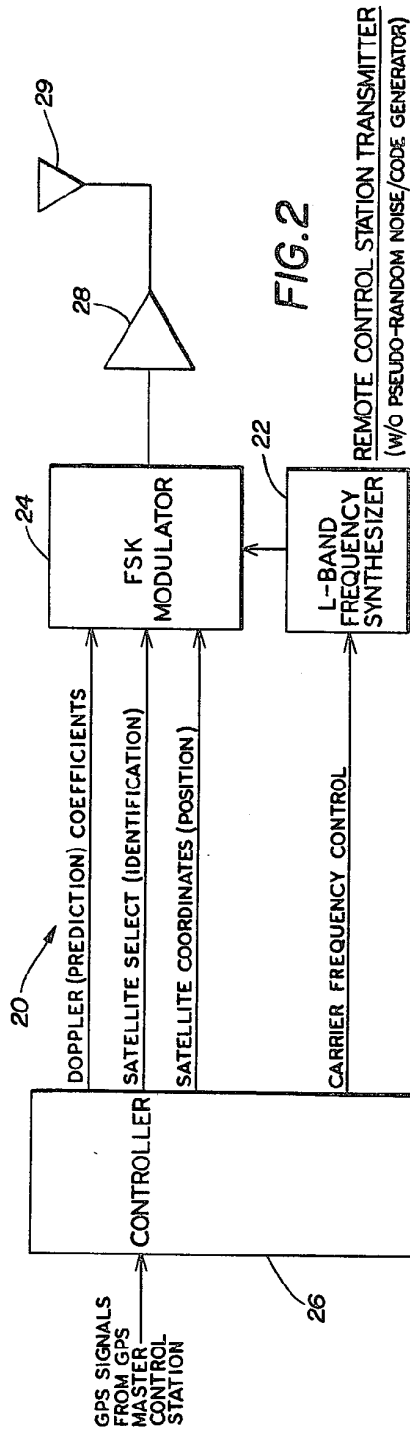 20
GPS SIGNALS
FROM GPS
MASTER
CONTROL
STATION
CONTROLLER
26
DOPPLER (PREDICTION) COEFFICIENTS
SATELLITE SELECT (IDENTIFICATION)
SATELLITE COORDINATES (POSITION)
CARRIER FREQUENCY CONTROL
24
FSK
MODULATOR
22
L-BAND
FREQUENCY
SYNTHESIZER
28
29
FIG. 2
REMOTE CONTROL STATION TRANSMITTER
(W/O PSEUDO-RANDOM NOISE/CODE GENERATOR)